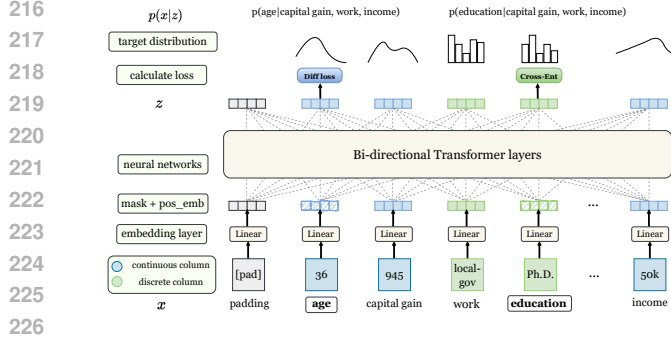 216
p(x|z) p(age|capital gain, work, income) p(education|capital gain, work, income)
217
target distribution
218
calculate loss Diff loss Cross-Ent
219
z
220
Bi-directional Transformer layers
221
neural networks
222
mask + pos_emb ...
223
embedding layer Linear Linear Linear Linear Linear Linear
224
continuous column [pad] 36 945 local-gov Ph.D. ... 50k
discrete column
225
x padding age capital gain work education income
226